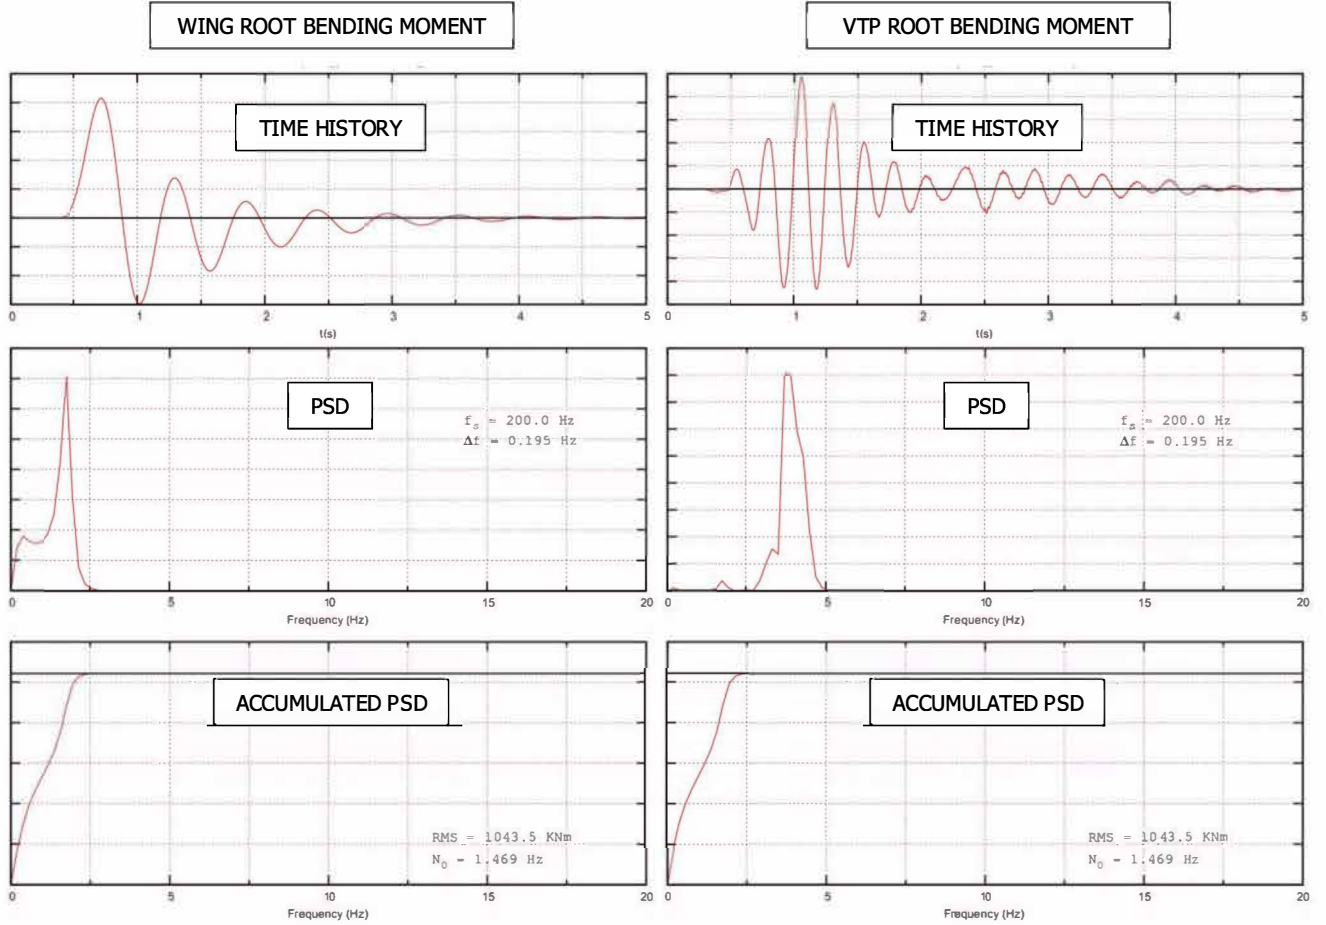 WING ROOT BENDING MOMENT
VTP ROOT BENDING MOMENT
TIME HISTORY
0 1 2 3 4 5
t(s)
TIME HISTORY
0 1 2 3 4 5
t(s)
PSD
f_s = 200.0 Hz
Δf = 0.195 Hz
0 5 10 15 20
Frequency (Hz)
PSD
f_s = 200.0 Hz
Δf = 0.195 Hz
0 5 10 15 20
Frequency (Hz)
ACCUMULATED PSD
RMS = 1043.5 KNm
N_0 = 1.469 Hz
0 5 10 15 20
Frequency (Hz)
ACCUMULATED PSD
RMS = 1043.5 KNm
N_0 = 1.469 Hz
0 5 10 15 20
Frequency (Hz)